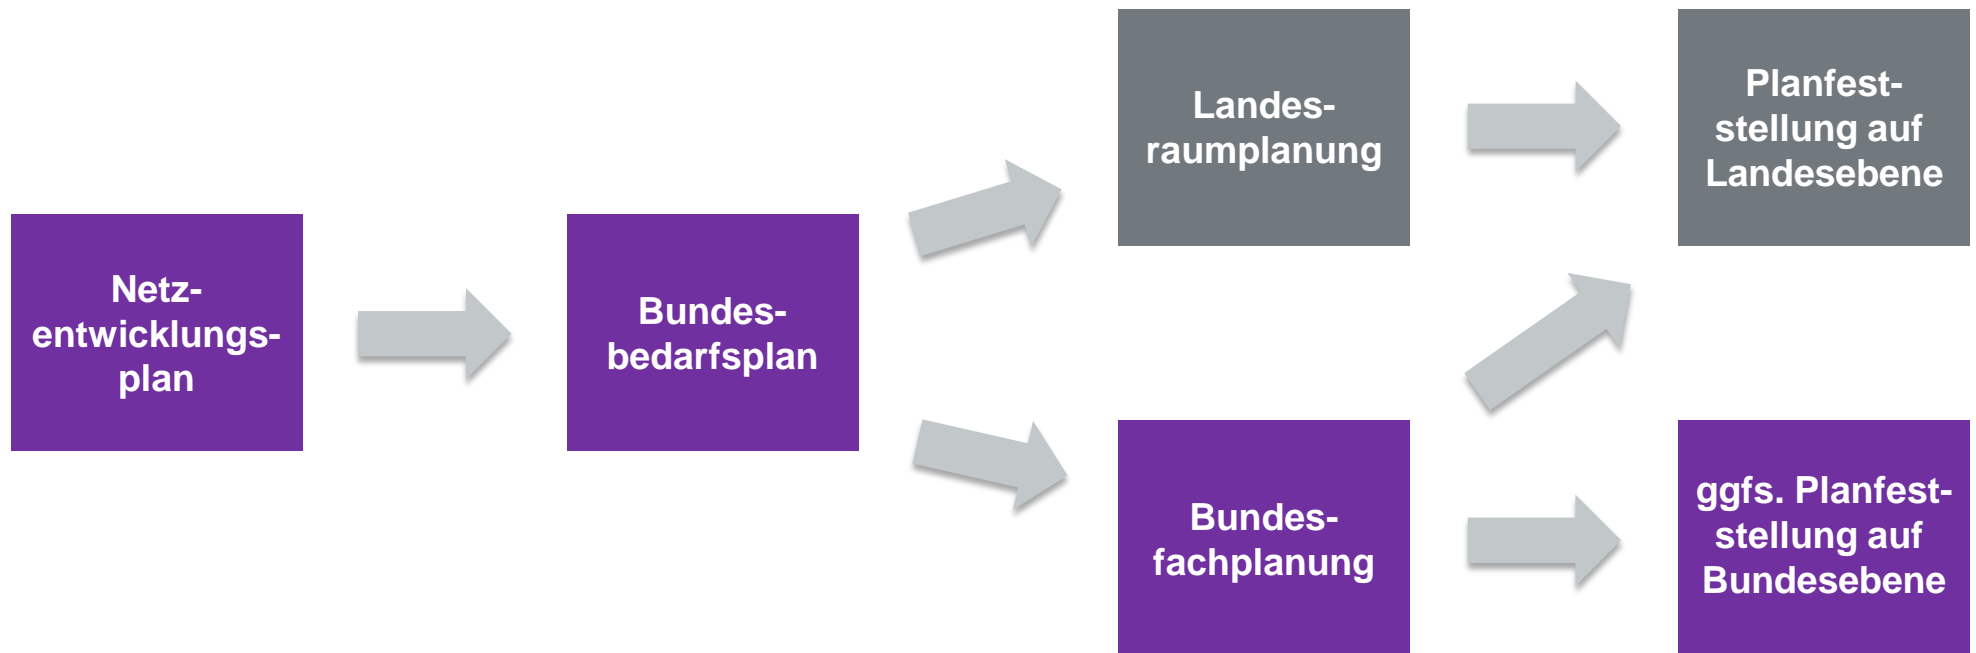 Netz-
entwicklungs-
plan
Bundes-
bedarfsplan
Landes-
raumplanung
Planfest-
stellung auf
Landesebene
Bundes-
fachplanung
ggfs. Planfest-
stellung auf
Bundesebene